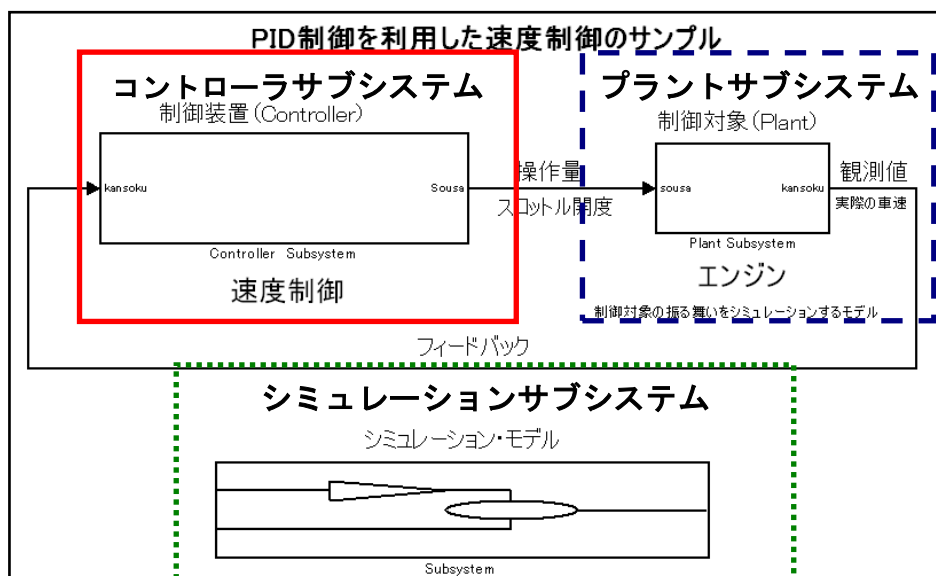 PID制御を利用した速度制御のサンプル
コントローラサブシステム
制御装置(Controller)
kansoku
Sousa
Controller Subsystem
速度制御
操作量
スロットル開度
プラントサブシステム
制御対象(Plant)
sousa
kansoku
Plant Subsystem
エンジン
制御対象の振る舞いをシミュレーションするモデル
観測値
実際の車速
フィードバック
シミュレーションサブシステム
シミュレーション・モデル
Subsystem